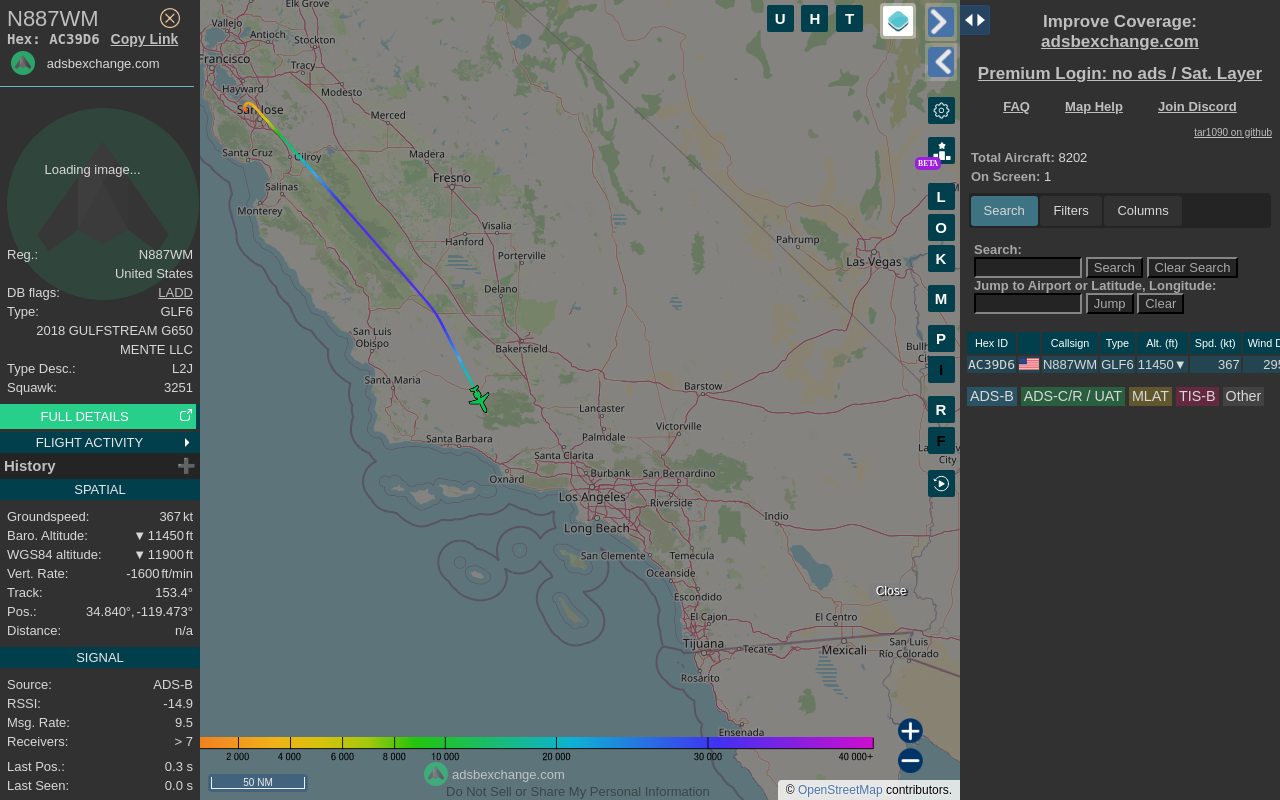 N887WM
Hex: AC39D6 Copy Link
adsbexchange.com
Loading image...
Reg.: N887WM
United States
DB flags: LADD
Type: GLF6
2018 GULFSTREAM G650
MENTE LLC
Type Desc.: L2J
Squawk: 3251
FULL DETAILS
FLIGHT ACTIVITY
History
SPATIAL
Groundspeed: 367 kt
Baro. Altitude: ▼ 11450 ft
WGS84 altitude: ▼ 11900 ft
Vert. Rate: -1600 ft/min
Track: 153.4°
Pos.: 34.840°, -119.473°
Distance: n/a
SIGNAL
Source: ADS-B
RSSI: -14.9
Msg. Rate: 9.5
Receivers: > 7
Last Pos.: 0.3 s
Last Seen: 0.0 s
Elk Grove
Vallejo
Antioch
Stockton
Francisco
Tracy
Hayward
Modesto
San Jose
Merced
Santa Cruz
Gilroy
Madera
Salinas
Fresno
Monterey
Visalia
Hanford
Porterville
Pahrump
Las Vegas
Delano
San Luis
Obispo
Bakersfield
Santa Maria
Barstow
Lancaster
Santa Barbara
Palmdale
Victorville
Santa Clarita
Oxnard
Burbank
San Bernardino
Los Angeles
Riverside
Long Beach
Indio
San Clemente
Temecula
Oceanside
Escondido
El Cajon
El Centro
Tijuana
Tecate
Mexicali
San Luis
Río Colorado
Rosarito
Ensenada
City
U H T
BETA
L
O
K
M
P
I
R
F
Close
2 000 4 000 6 000 8 000 10 000 20 000 30 000 40 000+
50 NM
adsbexchange.com
Do Not Sell or Share My Personal Information
© OpenStreetMap contributors.
Improve Coverage:
adsbexchange.com
Premium Login: no ads / Sat. Layer
FAQ Map Help Join Discord
tar1090 on github
Total Aircraft: 8202
On Screen: 1
Search Filters Columns
Search:
Search Clear Search
Jump to Airport or Latitude, Longitude:
Jump Clear
Hex ID Callsign Type Alt. (ft) Spd. (kt) Wind D
AC39D6 N887WM GLF6 11450▼ 367 295
ADS-B ADS-C/R / UAT MLAT TIS-B Other